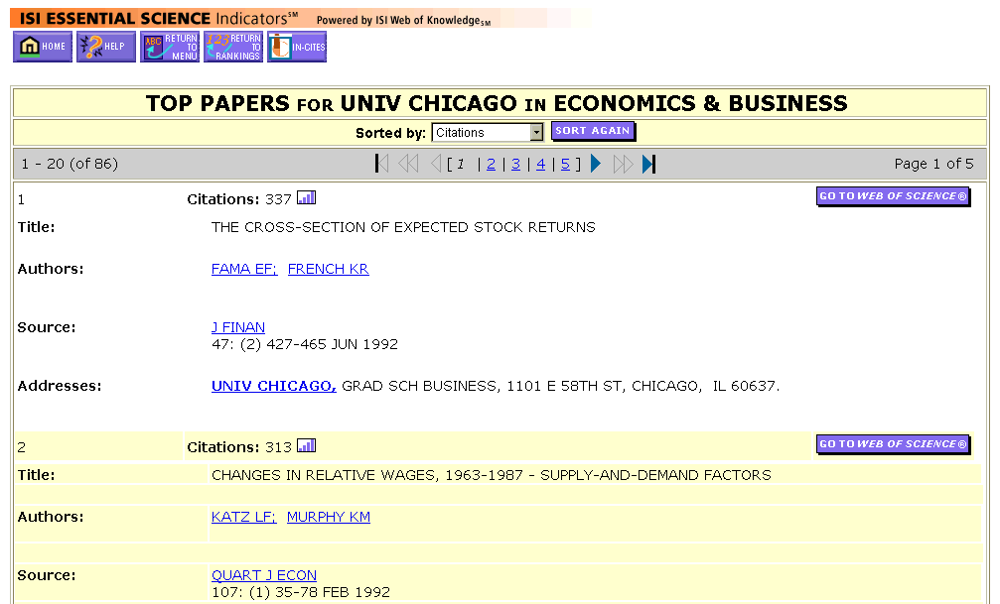 ISI ESSENTIAL SCIENCE Indicators℠ Powered by ISI Web of Knowledge℠
HOME HELP ABC RETURN TO MENU 123 RETURN TO RANKINGS IN-CITES
TOP PAPERS FOR UNIV CHICAGO IN ECONOMICS & BUSINESS
Sorted by: Citations SORT AGAIN
1 - 20 (of 86) [ 1 | 2 | 3 | 4 | 5 ] Page 1 of 5
1 Citations: 337 GO TO WEB OF SCIENCE®
Title: THE CROSS-SECTION OF EXPECTED STOCK RETURNS
Authors: FAMA EF; FRENCH KR
Source: J FINAN
47: (2) 427-465 JUN 1992
Addresses: UNIV CHICAGO, GRAD SCH BUSINESS, 1101 E 58TH ST, CHICAGO, IL 60637.
2 Citations: 313 GO TO WEB OF SCIENCE®
Title: CHANGES IN RELATIVE WAGES, 1963-1987 - SUPPLY-AND-DEMAND FACTORS
Authors: KATZ LF; MURPHY KM
Source: QUART J ECON
107: (1) 35-78 FEB 1992